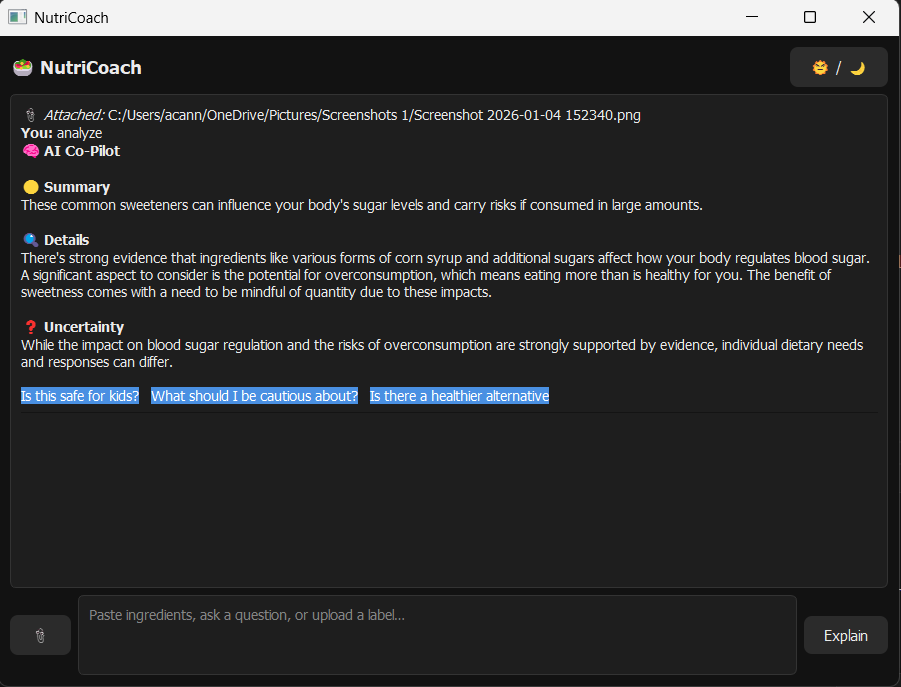 NutriCoach
🥗 NutriCoach
🌞 / 🌙
📎 Attached: C:/Users/acann/OneDrive/Pictures/Screenshots 1/Screenshot 2026-01-04 152340.png
You: analyze
🧠 AI Co-Pilot
🟡 Summary
These common sweeteners can influence your body's sugar levels and carry risks if consumed in large amounts.
🔍 Details
There's strong evidence that ingredients like various forms of corn syrup and additional sugars affect how your body regulates blood sugar.
A significant aspect to consider is the potential for overconsumption, which means eating more than is healthy for you. The benefit of
sweetness comes with a need to be mindful of quantity due to these impacts.
❓ Uncertainty
While the impact on blood sugar regulation and the risks of overconsumption are strongly supported by evidence, individual dietary needs
and responses can differ.
Is this safe for kids? What should I be cautious about? Is there a healthier alternative
Paste ingredients, ask a question, or upload a label...
Explain